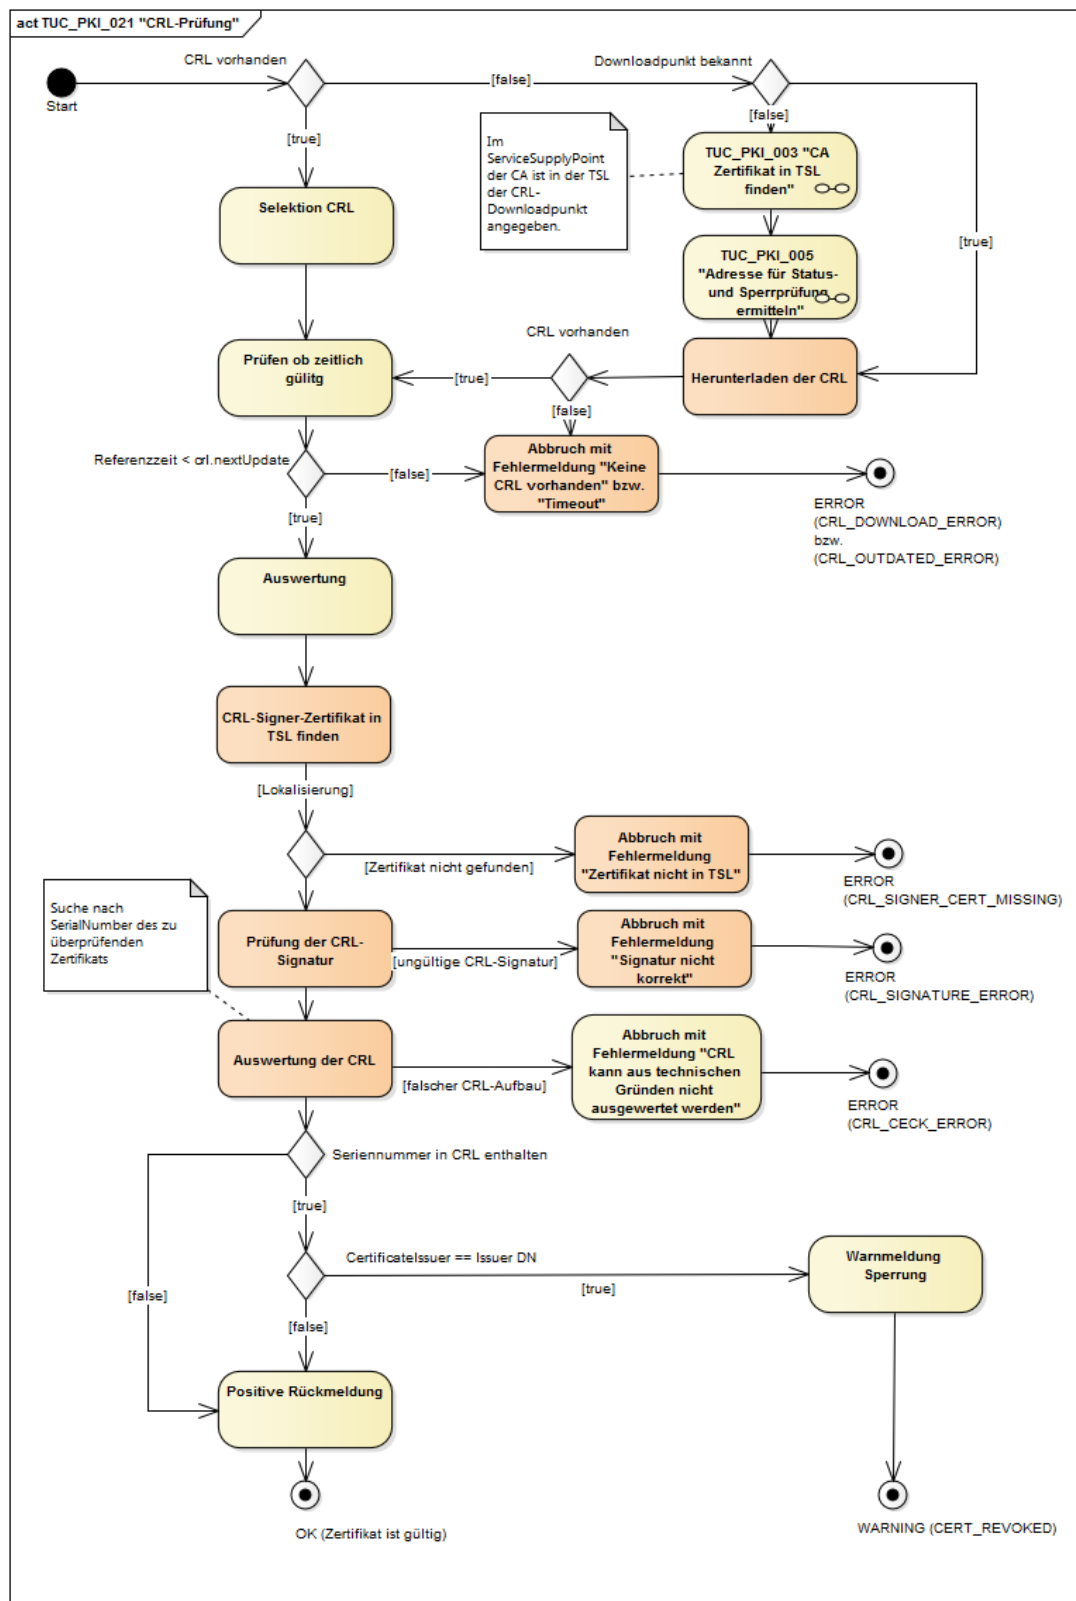 act TUC_PKI_021 "CRL-Prüfung"
CRL vorhanden
Downloadpunkt bekannt
[false]
Start
[false]
[true]
Im
ServiceSupplyPoint
der CA ist in der TSL
der CRL-
Downloadpunkt
angegeben.
TUC_PKI_003 "CA
Zertifikat in TSL
finden"
Selektion CRL
[true]
TUC_PKI_005
"Adresse für Status-
und Sperrprüfung
ermitteln"
CRL vorhanden
Prüfen ob zeitlich
gülitg
[true]
Herunterladen der CRL
[false]
Referenzzeit < crl.nextUpdate
[false]
Abbruch mit
Fehlermeldung "Keine
CRL vorhanden" bzw.
"Timeout"
ERROR
(CRL_DOWNLOAD_ERROR)
bzw.
(CRL_OUTDATED_ERROR)
[true]
Auswertung
CRL-Signer-Zertifikat in
TSL finden
[Lokalisierung]
[Zertifikat nicht gefunden]
Abbruch mit
Fehlermeldung
"Zertifikat nicht in TSL"
ERROR
(CRL_SIGNER_CERT_MISSING)
Suche nach
SerialNumber des zu
überprüfenden
Zertifikats
Prüfung der CRL-
Signatur
[ungültige CRL-Signatur]
Abbruch mit
Fehlermeldung
"Signatur nicht
korrekt"
ERROR
(CRL_SIGNATURE_ERROR)
Auswertung der CRL
[falscher CRL-Aufbau]
Abbruch mit
Fehlermeldung "CRL
kann aus technischen
Gründen nicht
ausgewertet werden"
ERROR
(CRL_CECK_ERROR)
Seriennummer in CRL enthalten
[true]
CertificateIssuer == Issuer DN
[true]
Warnmeldung
Sperrung
[false]
[false]
Positive Rückmeldung
OK (Zertifikat ist gültig)
WARNING (CERT_REVOKED)